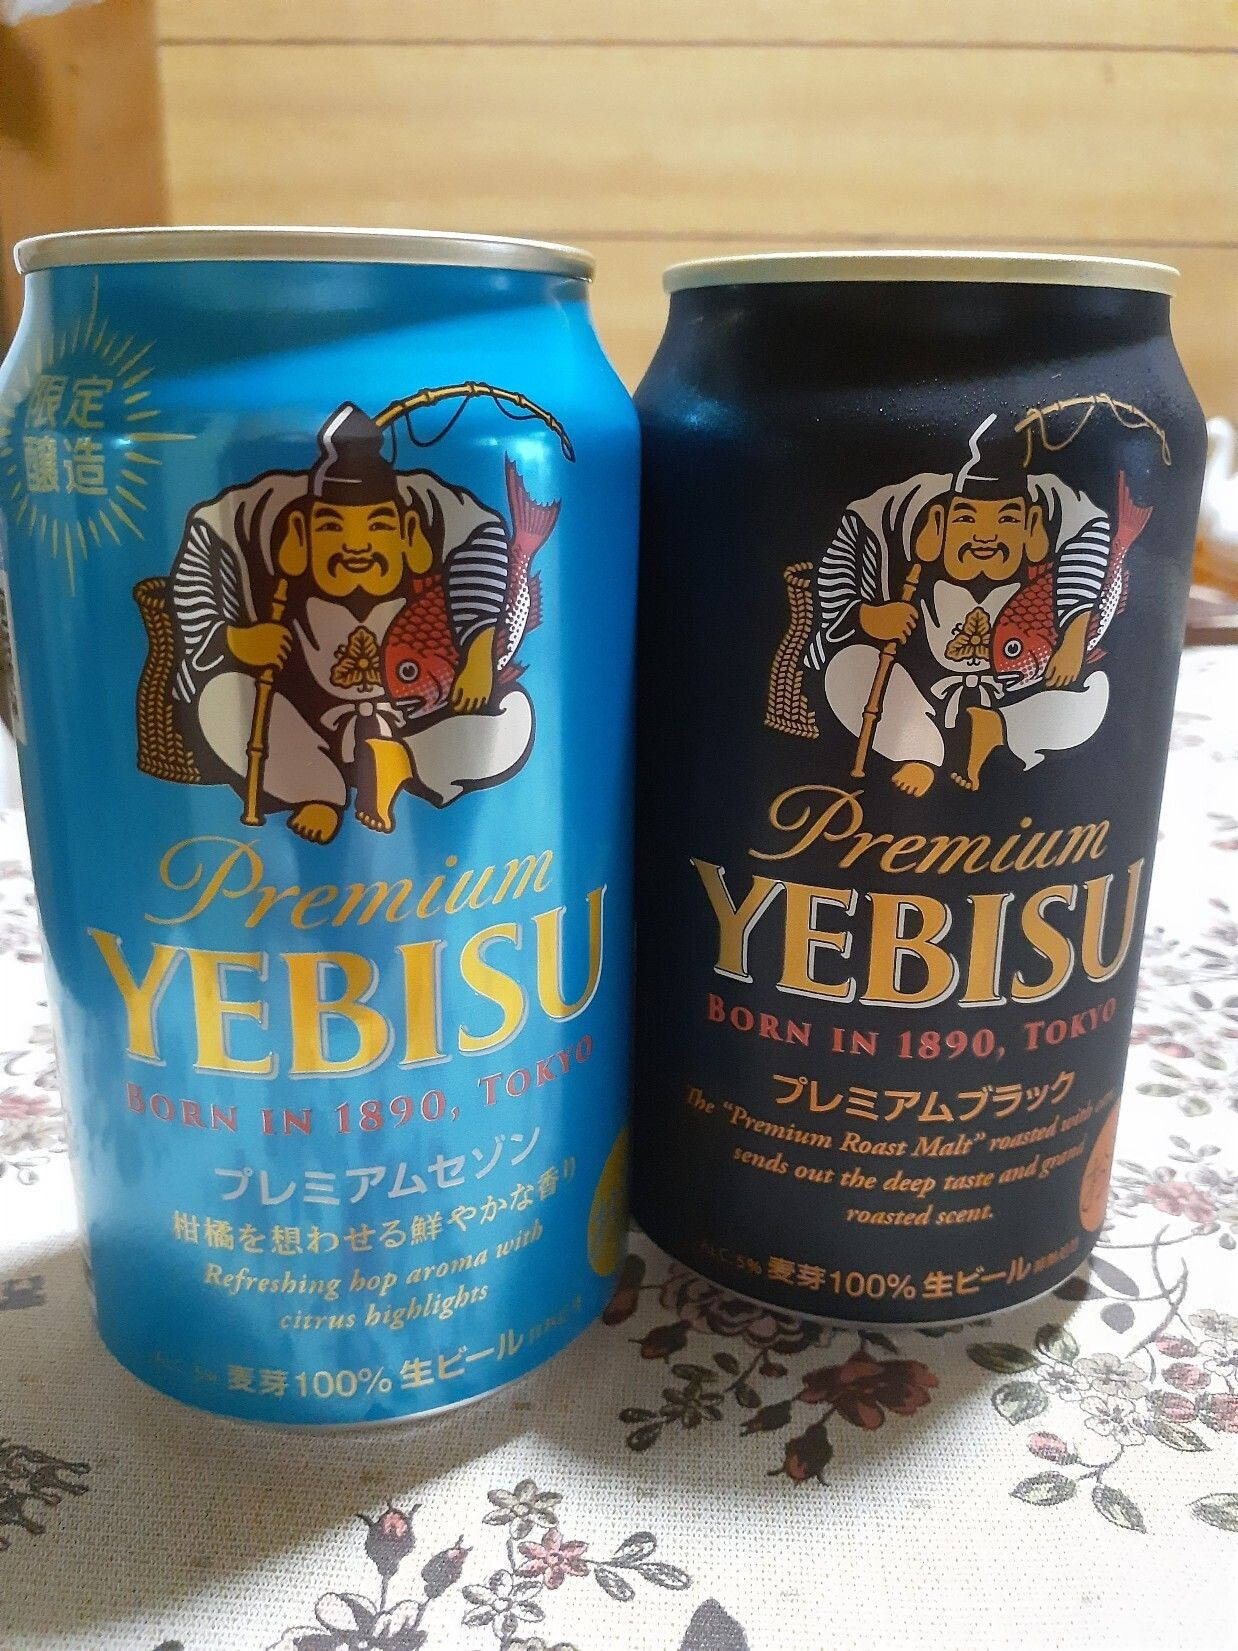 限定
醸造
Premium
YEBISU
BORN IN 1890, TOKYO
プレミアムセゾン
柑橘を想わせる鮮やかな香り
Refreshing hop aroma with
citrus highlights
ALC. 5% 麦芽100% 生ビール
Premium
YEBISU
BORN IN 1890, TOKYO
プレミアムブラック
The "Premium Roast Malt" roasted with
sends out the deep taste and grand
roasted scent.
ALC. 5% 麦芽100% 生ビール